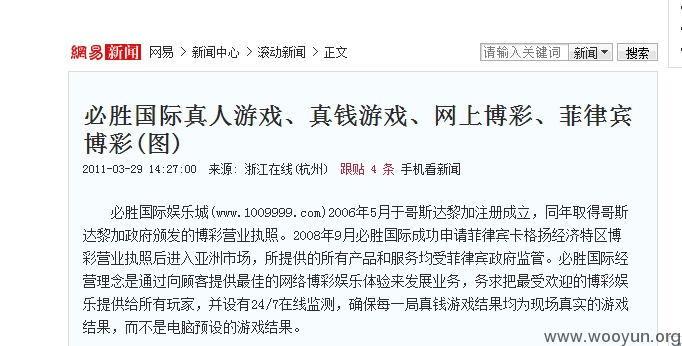 網易 新闻 网易 > 新闻中心 > 滚动新闻 > 正文 请输入关键词 新闻 搜索
必胜国际真人游戏、真钱游戏、网上博彩、菲律宾
博彩(图)
2011-03-29 14:27:00 来源: 浙江在线(杭州) 跟贴 4 条 手机看新闻
必胜国际娱乐城(www.1009999.com)2006年5月于哥斯达黎加注册成立，同年取得哥斯
达黎加政府颁发的博彩营业执照。2008年9月必胜国际成功申请菲律宾卡格扬经济特区博
彩营业执照后进入亚洲市场，所提供的所有产品和服务均受菲律宾政府监管。必胜国际经
营理念是通过向顾客提供最佳的网络博彩娱乐体验来发展业务，务求把最受欢迎的博彩娱
乐提供给所有玩家，并设有24/7在线监测，确保每一局真钱游戏结果均为现场真实的游戏
结果，而不是电脑预设的游戏结果。
www.wooyun.org